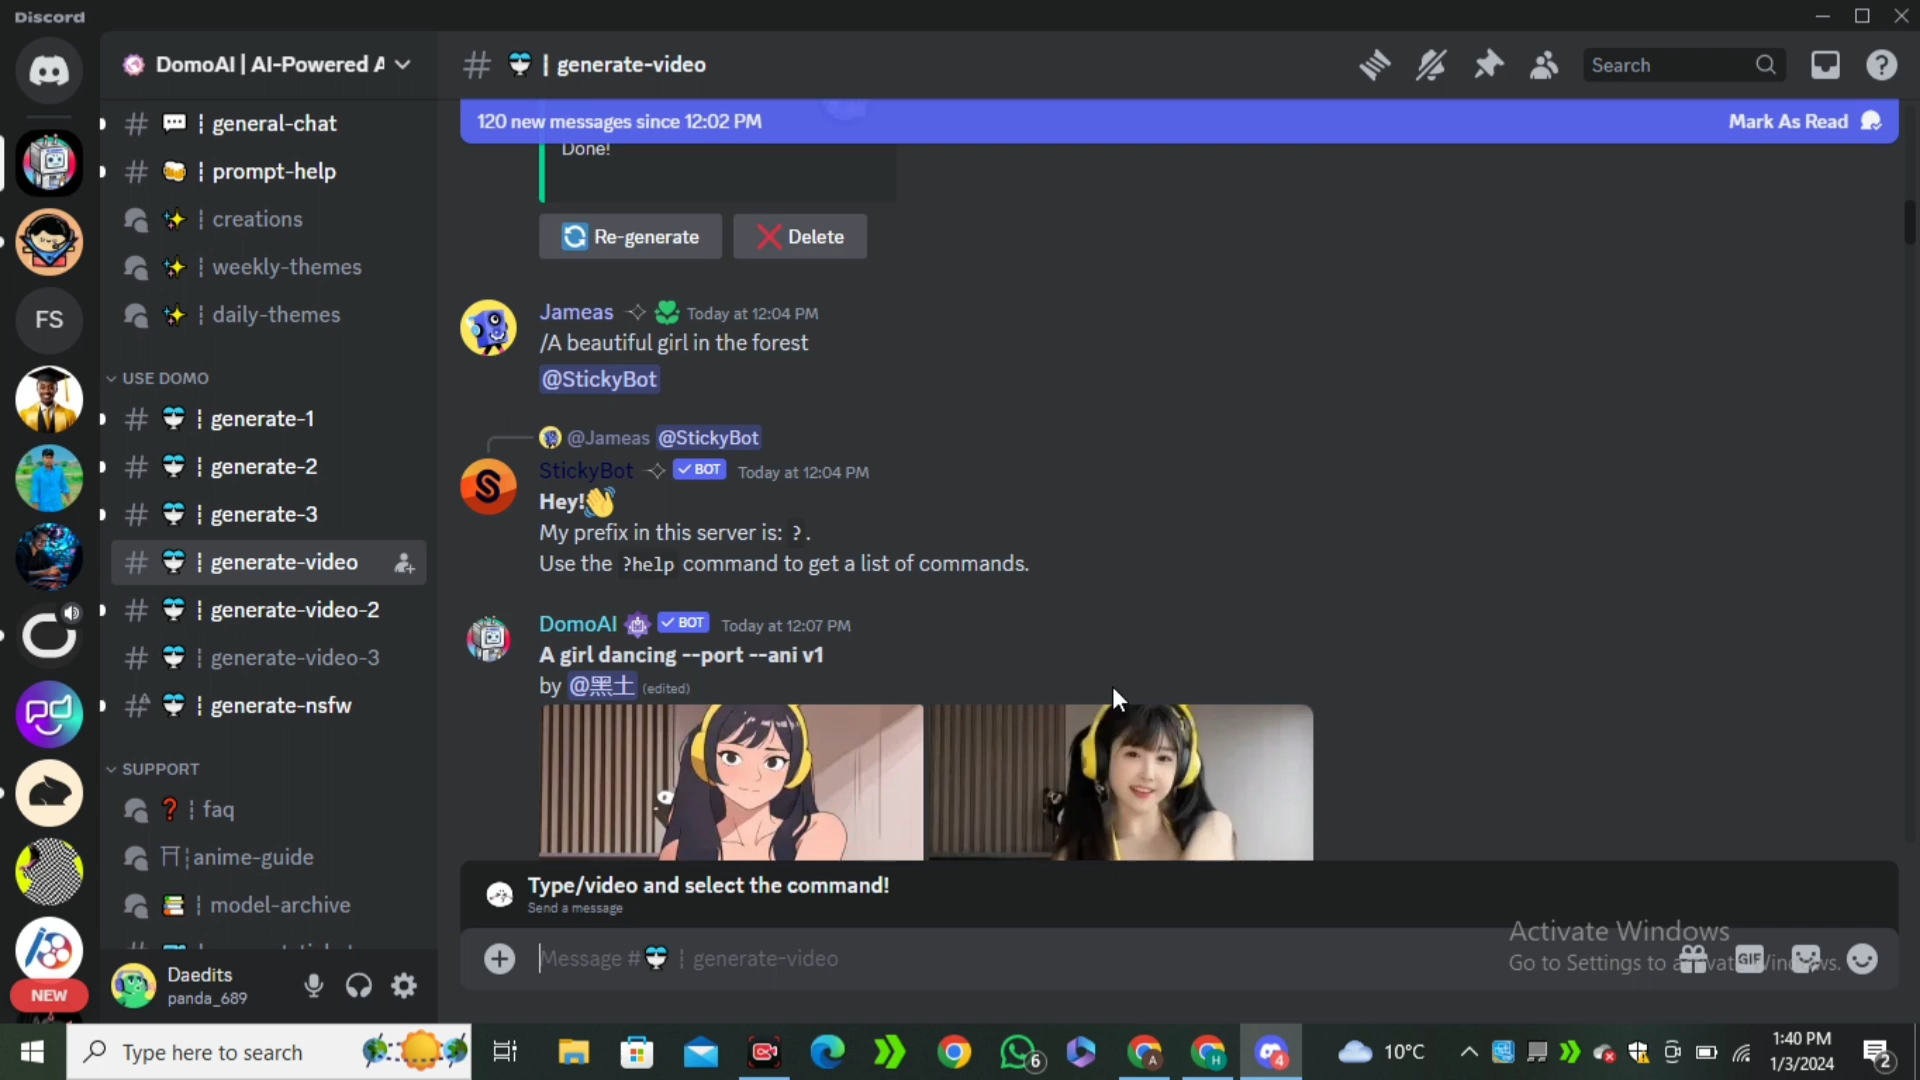 Discord
DomoAI | AI-Powered A
general-chat
prompt-help
creations
weekly-themes
daily-themes
USE DOMO
generate-1
generate-2
generate-3
generate-video
generate-video-2
generate-video-3
generate-nsfw
SUPPORT
faq
anime-guide
model-archive
FS
NEW
Daedits
panda_689
# | generate-video
Search
120 new messages since 12:02 PM
Mark As Read
Done!
Re-generate
Delete
Jameas Today at 12:04 PM
/A beautiful girl in the forest
@StickyBot
@Jameas @StickyBot
StickyBot BOT Today at 12:04 PM
Hey!
My prefix in this server is: ?.
Use the ?help command to get a list of commands.
DomoAI BOT Today at 12:07 PM
A girl dancing --port --ani v1
by @黑土 (edited)
Type/video and select the command!
Send a message
Message # | generate-video
GIF
Activate Windows
Go to Settings to activate Windows.
Type here to search
6
A
H
4
10°C
1:40 PM
1/3/2024
2